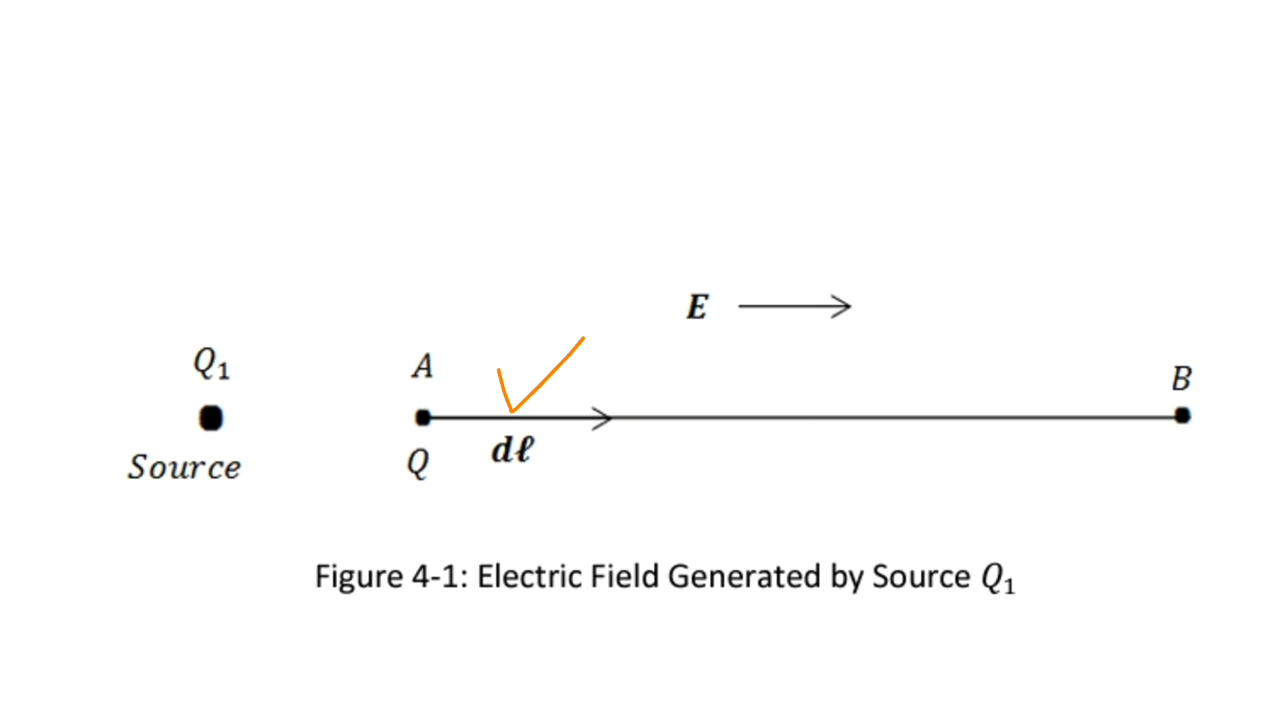 E
Q₁
A
B
Source
Q
dℓ
Figure 4-1: Electric Field Generated by Source Q₁